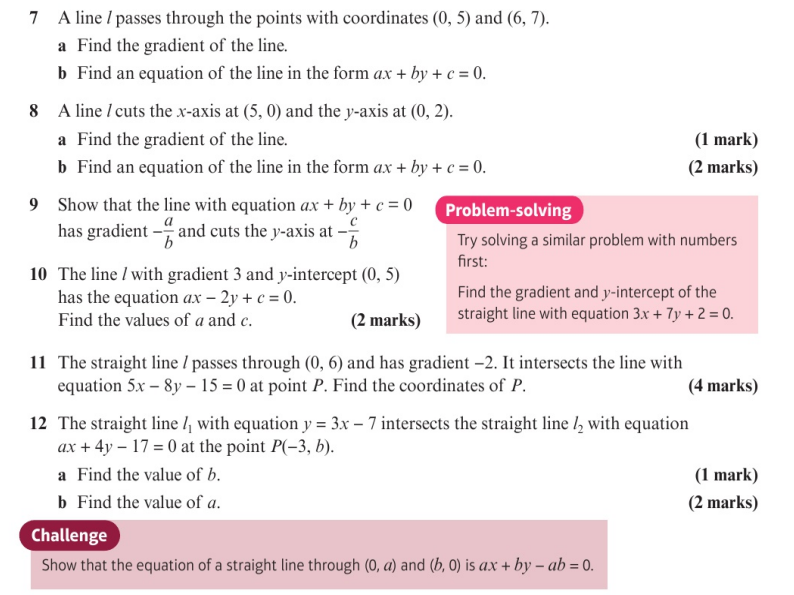 7 A line l passes through the points with coordinates (0, 5) and (6, 7).
a Find the gradient of the line.
b Find an equation of the line in the form ax + by + c = 0.
8 A line l cuts the x-axis at (5, 0) and the y-axis at (0, 2).
a Find the gradient of the line. (1 mark)
b Find an equation of the line in the form ax + by + c = 0. (2 marks)
9 Show that the line with equation ax + by + c = 0
has gradient −a/b and cuts the y-axis at −c/b
Problem-solving
Try solving a similar problem with numbers
first:
Find the gradient and y-intercept of the
straight line with equation 3x + 7y + 2 = 0.
10 The line l with gradient 3 and y-intercept (0, 5)
has the equation ax − 2y + c = 0.
Find the values of a and c. (2 marks)
11 The straight line l passes through (0, 6) and has gradient −2. It intersects the line with
equation 5x − 8y − 15 = 0 at point P. Find the coordinates of P. (4 marks)
12 The straight line l₁ with equation y = 3x − 7 intersects the straight line l₂ with equation
ax + 4y − 17 = 0 at the point P(−3, b).
a Find the value of b. (1 mark)
b Find the value of a. (2 marks)
Challenge
Show that the equation of a straight line through (0, a) and (b, 0) is ax + by − ab = 0.